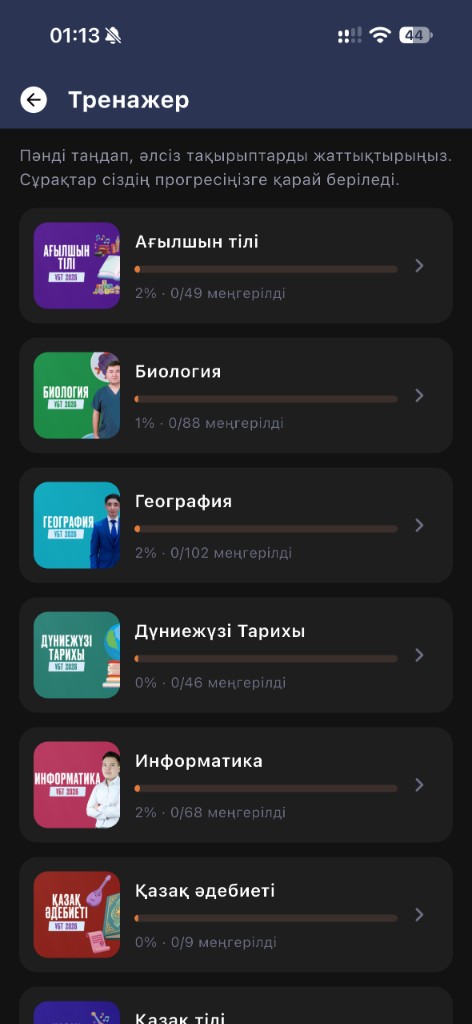 01:13
44
Тренажер
Пәнді таңдап, әлсіз тақырыптарды жаттықтырыңыз.
Сұрақтар сіздің прогресіңізге қарай беріледі.
АҒЫЛШЫН
ТІЛІ
ҰБТ 2026
Ағылшын тілі
2% · 0/49 меңгерілді
БИОЛОГИЯ
ҰБТ 2026
Биология
1% · 0/88 меңгерілді
ГЕОГРАФИЯ
ҰБТ 2026
География
2% · 0/102 меңгерілді
ДҮНИЕЖҮЗІ
ТАРИХЫ
ҰБТ 2026
Дүниежүзі Тарихы
0% · 0/46 меңгерілді
ИНФОРМАТИКА
ҰБТ 2026
Информатика
2% · 0/68 меңгерілді
ҚАЗАҚ
ӘДЕБИЕТІ
ҰБТ 2026
Қазақ әдебиеті
0% · 0/9 меңгерілді
Қазақ тілі